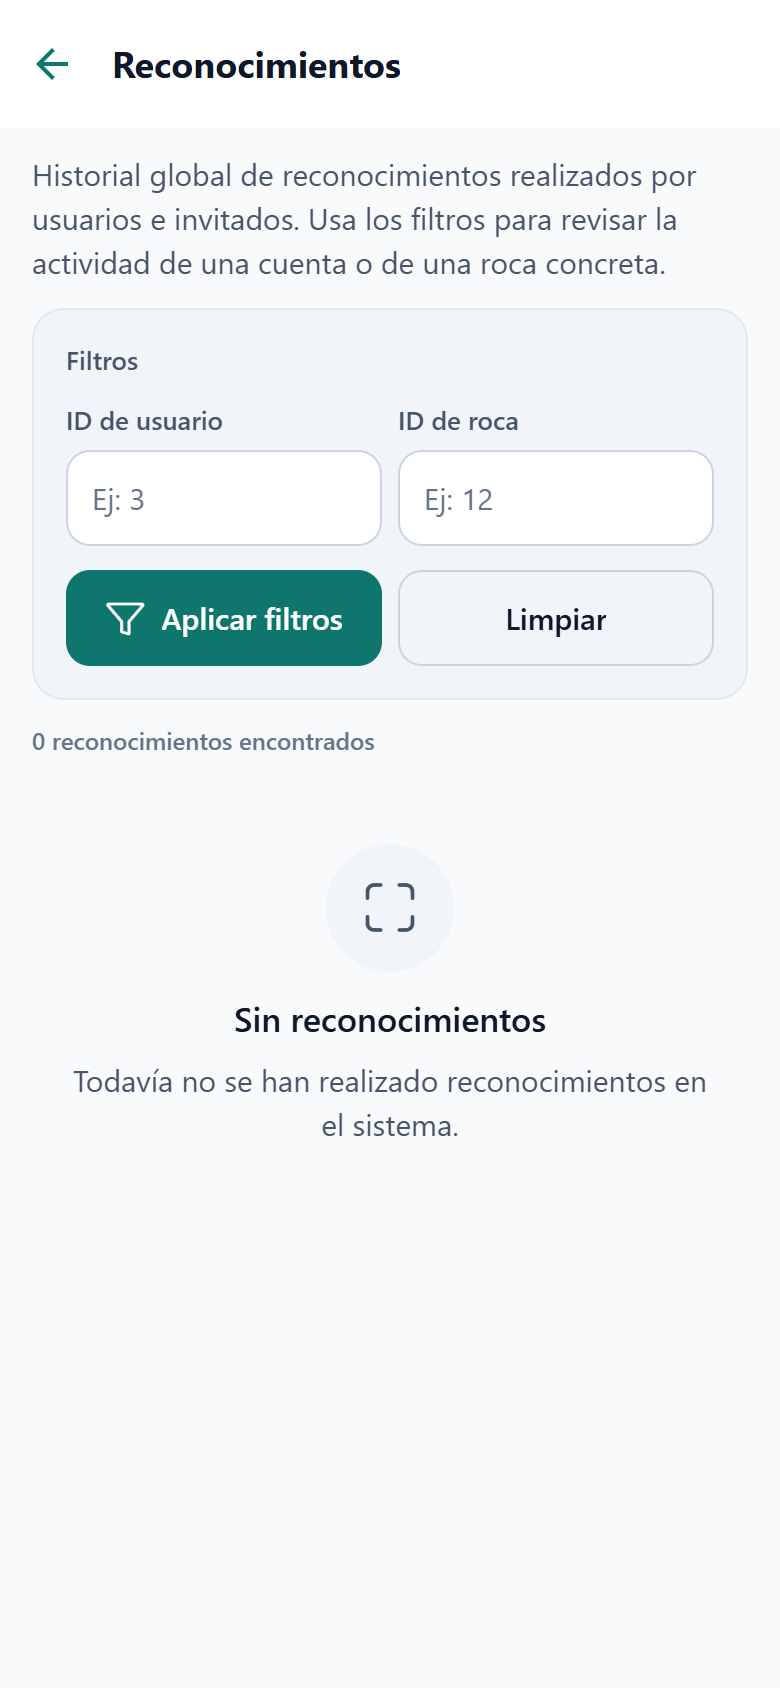 Reconocimientos
Historial global de reconocimientos realizados por
usuarios e invitados. Usa los filtros para revisar la
actividad de una cuenta o de una roca concreta.
Filtros
ID de usuario
ID de roca
Ej: 3
Ej: 12
Aplicar filtros
Limpiar
0 reconocimientos encontrados
Sin reconocimientos
Todavía no se han realizado reconocimientos en
el sistema.